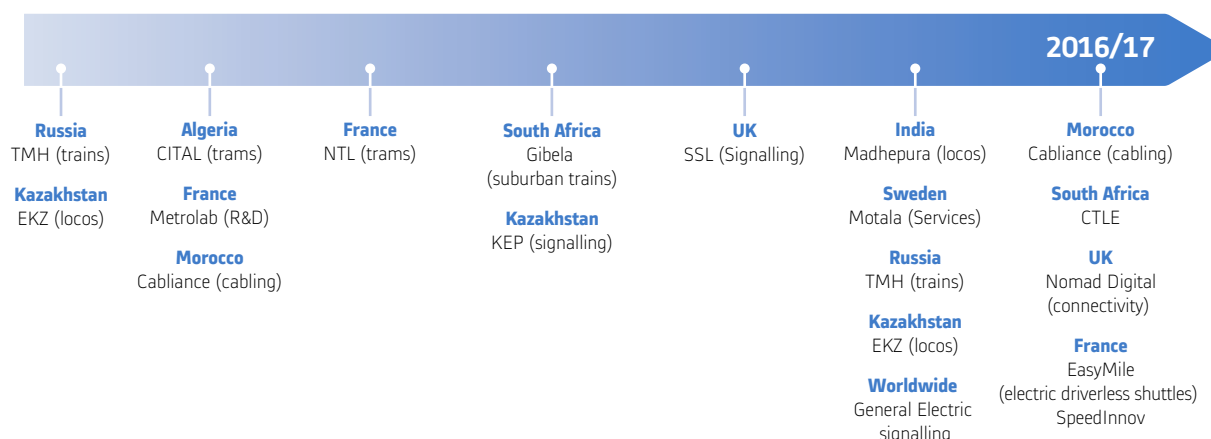 2016/17
Russia
TMH (trains)
Kazakhstan
EKZ (locos)
Algeria
CITAL (trams)
France
Metrolab (R&D)
Morocco
Cabliance (cabling)
France
NTL (trams)
South Africa
Gibela
(suburban trains)
Kazakhstan
KEP (signalling)
UK
SSL (Signalling)
India
Madhepura (locos)
Sweden
Motala (Services)
Russia
TMH (trains)
Kazakhstan
EKZ (locos)
Worldwide
General Electric
signalling
Morocco
Cabliance (cabling)
South Africa
CTLE
UK
Nomad Digital
(connectivity)
France
EasyMile
(electric driverless shuttles)
SpeedInnov